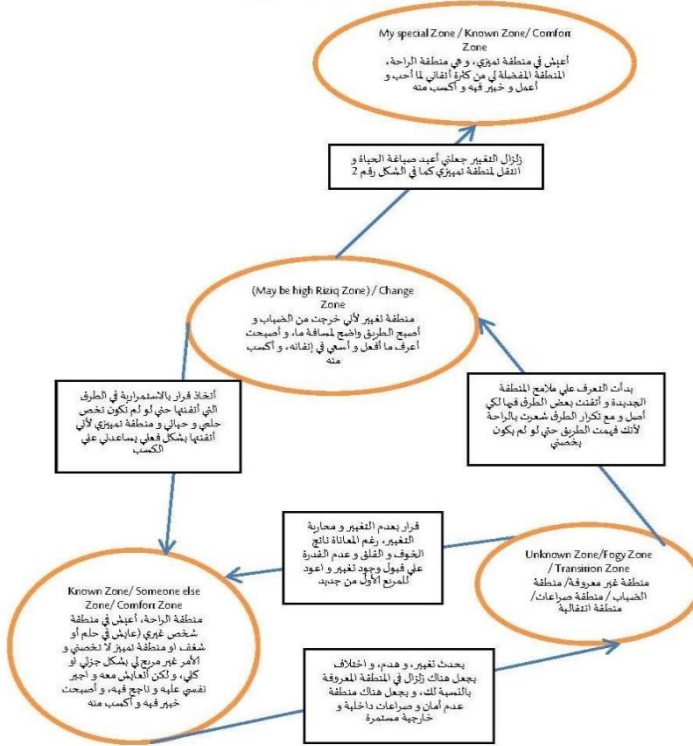 My special Zone / Known Zone/ Comfort
Zone
أعيش في منطقة تميزي، و هي منطقة الراحة،
المنطقة المفضلة لي من كثرة أتقاني لما أحب و
أعمل و خبير فيه و أكسب منه
زلزال التغيير جعلني أعيد صياغة الحياة و
انتقل لمنطقة تمييزي كما في الشكل رقم 2
(May be high Riziq Zone) / Change
Zone
منطقة تغيير لأني خرجت من الضباب و
أصبح الطريق واضح لمسافة ما، و أصبحت
أعرف ما أفعل و أسعي في إتقانه، و أكسب
منه
بدأت التعرف علي ملامح المنطقة
الجديدة و أتقنت بعض الطرق فيها لكي
أصل و مع تكرار الطرق شعرت بالراحة
لأنك فهمت الطريق حتي لو لم يكون
يخصني
أتخاذ قرار بالاستمرارية في الطرق
التي أتقنتها حتي لو لم تكون تخص
حلمي و حياتي و منطقة تمييزي لأني
أتقنتها بشكل فعلي يساعدني علي
الكسب
قرار بعدم التغيير و محاربة
التغيير، رغم المعاناة ناتج
الخوف و القلق و عدم القدرة
علي قبول وجود تغيير و اعود
للمربع الأول من جديد
Unknown Zone/Fogy Zone
/ Transition Zone
منطقة غير معروفة/ منطقة
الضباب/ منطقة صراعات/
منطقة انتقالية
Known Zone/ Someone else
Zone/ Comfort Zone
منطقة الراحة، أعيش في منطقة
شخص غيري (عايش في حلم أو
شغف او منطقة تمييز لا تخصني و
الأمر غير مريح لي بشكل جزئي او
كلي، و لكن أتعايش معه و اجبر
نفسي عليه و ناجح فيه، و أصبحت
خبير فيه و أكسب منه
يحدث تغيير، و هدم، و اختلاف
يجعل هناك زلزال في المنطقة المعروفة
بالنسبة لك، و يجعل هناك منطقة
عدم أمان و صراعات داخلية و
خارجية مستمرة